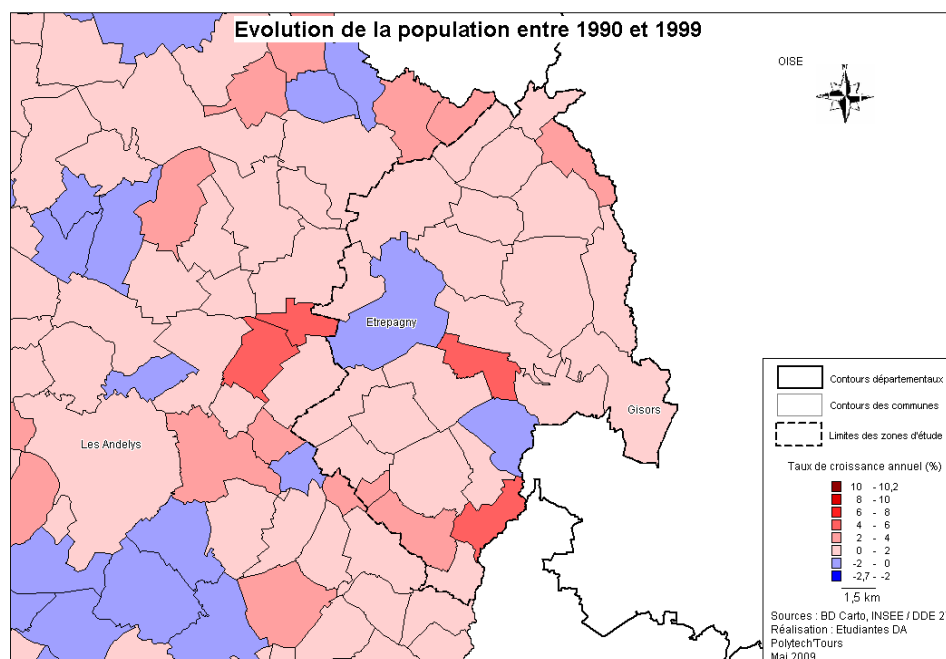 Evolution de la population entre 1990 et 1999
OISE
Etrepagny
Gisors
Les Andelys
Contours départementaux
Contours des communes
Limites des zones d'étude
Taux de croissance annuel (%)
10 - 10,2
8 - 10
6 - 8
4 - 6
2 - 4
0 - 2
-2 - 0
-2,7 - -2
1,5 km
Sources : BD Carto, INSEE / DDE 2
Réalisation : Etudiantes DA
Polytech'Tours
Mai 2009